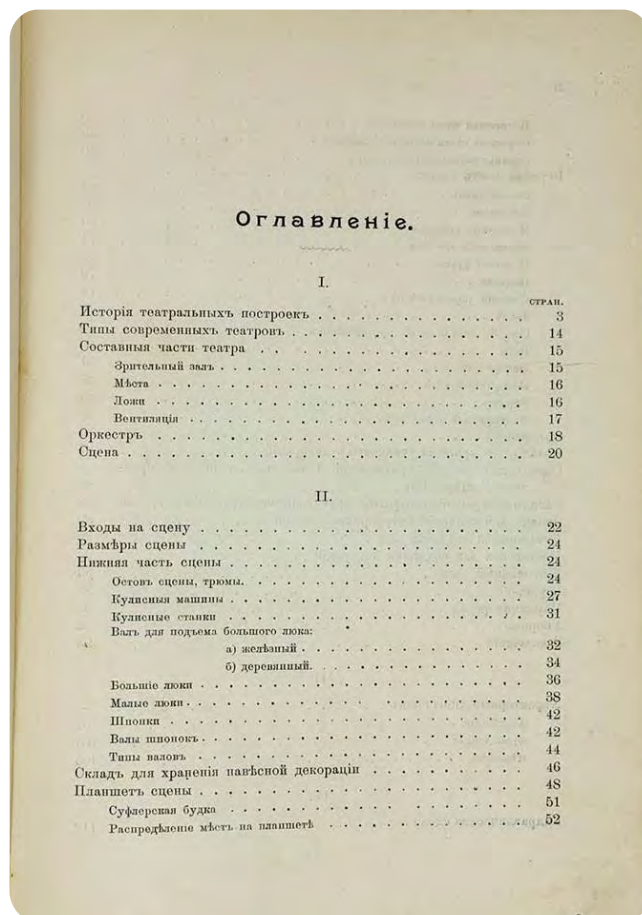 Оглавленіе.
I.
СТРАН.
Исторія театральныхъ построекъ . . . . . . . . . . . . . . . 3
Типы современныхъ театровъ . . . . . . . . . . . . . . . . 14
Составныя части театра . . . . . . . . . . . . . . . . . . 15
Зрительный залъ . . . . . . . . . . . . . . . . . . . . . 15
Мѣста . . . . . . . . . . . . . . . . . . . . . . . . . 16
Ложи . . . . . . . . . . . . . . . . . . . . . . . . . 16
Вентиляція . . . . . . . . . . . . . . . . . . . . . . . 17
Оркестръ . . . . . . . . . . . . . . . . . . . . . . . . 18
Сцена . . . . . . . . . . . . . . . . . . . . . . . . . 20
II.
Входы на сцену . . . . . . . . . . . . . . . . . . . . . . 22
Размѣры сцены . . . . . . . . . . . . . . . . . . . . . . 24
Нижняя часть сцены . . . . . . . . . . . . . . . . . . . . 24
Остовъ сцены, трюмы. . . . . . . . . . . . . . . . . . . . 24
Кулисныя машины . . . . . . . . . . . . . . . . . . . . . 27
Кулисные станки . . . . . . . . . . . . . . . . . . . . . 31
Валъ для подъема большого люка:
а) желѣзный . . . . . . . . . . . . . . . . 32
б) деревянный. . . . . . . . . . . . . . . . 34
Большіе люки . . . . . . . . . . . . . . . . . . . . . . 36
Малые люки . . . . . . . . . . . . . . . . . . . . . . . 38
Шпонки . . . . . . . . . . . . . . . . . . . . . . . . 42
Валы шпонокъ . . . . . . . . . . . . . . . . . . . . . . 42
Типы валовъ . . . . . . . . . . . . . . . . . . . . . . 44
Складъ для храненія навѣсной декораціи . . . . . . . . . . . 46
Планшетъ сцены . . . . . . . . . . . . . . . . . . . . . 48
Суфлерская будка . . . . . . . . . . . . . . . . . . . . 51
Распредѣленіе мѣстъ на планшетѣ . . . . . . . . . . . . . 52